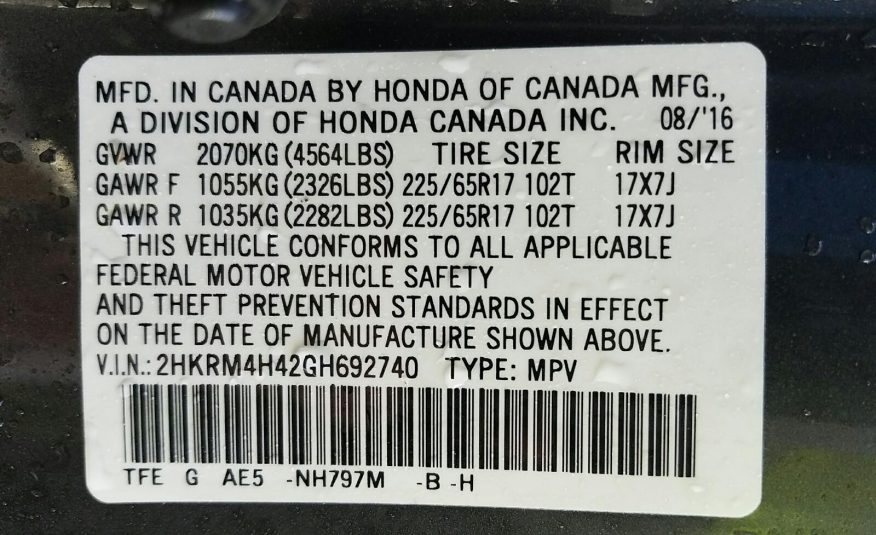 MFD. IN CANADA BY HONDA OF CANADA MFG.,
A DIVISION OF HONDA CANADA INC. 08/'16
GVWR 2070KG (4564LBS) TIRE SIZE RIM SIZE
GAWR F 1055KG (2326LBS) 225/65R17 102T 17X7J
GAWR R 1035KG (2282LBS) 225/65R17 102T 17X7J
THIS VEHICLE CONFORMS TO ALL APPLICABLE
FEDERAL MOTOR VEHICLE SAFETY
AND THEFT PREVENTION STANDARDS IN EFFECT
ON THE DATE OF MANUFACTURE SHOWN ABOVE.
V.I.N.: 2HKRM4H42GH692740 TYPE: MPV
TFE G AE5 -NH797M -B -H